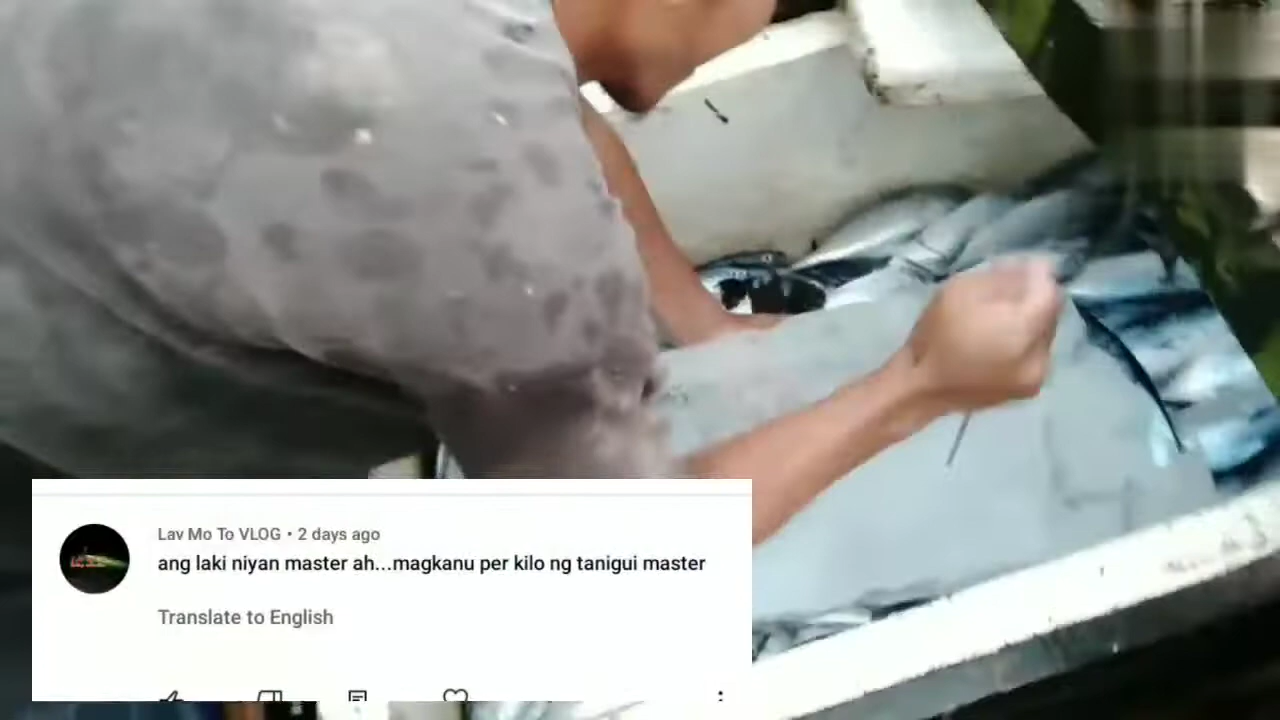 Lav Mo To VLOG • 2 days ago
ang laki niyan master ah...magkanu per kilo ng tanigui master
Translate to English